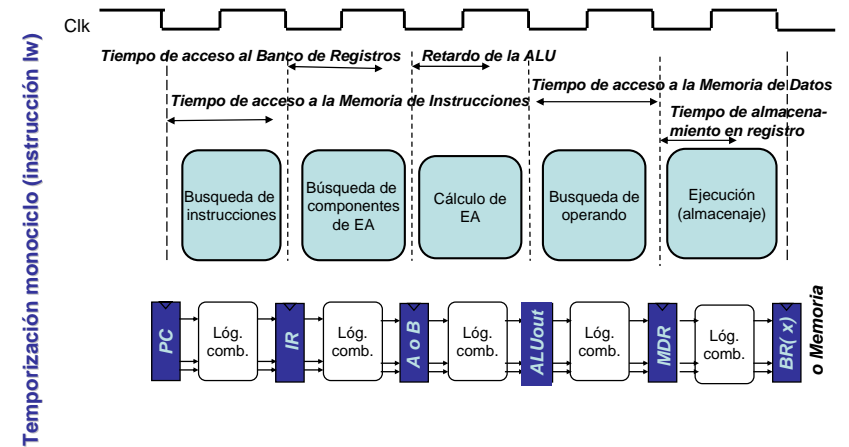 Temporización monociclo (instrucción lw)
Clk
Tiempo de acceso al Banco de Registros
Retardo de la ALU
Tiempo de acceso a la Memoria de Datos
Tiempo de acceso a la Memoria de Instrucciones
Tiempo de almacena-
miento en registro
Busqueda de
instrucciones
Búsqueda de
componentes
de EA
Cálculo de
EA
Busqueda de
operando
Ejecución
(almacenaje)
PC
Lóg.
comb.
IR
Lóg.
comb.
A o B
Lóg.
comb.
ALUout
Lóg.
comb.
MDR
Lóg.
comb.
BR( x)
o Memoria